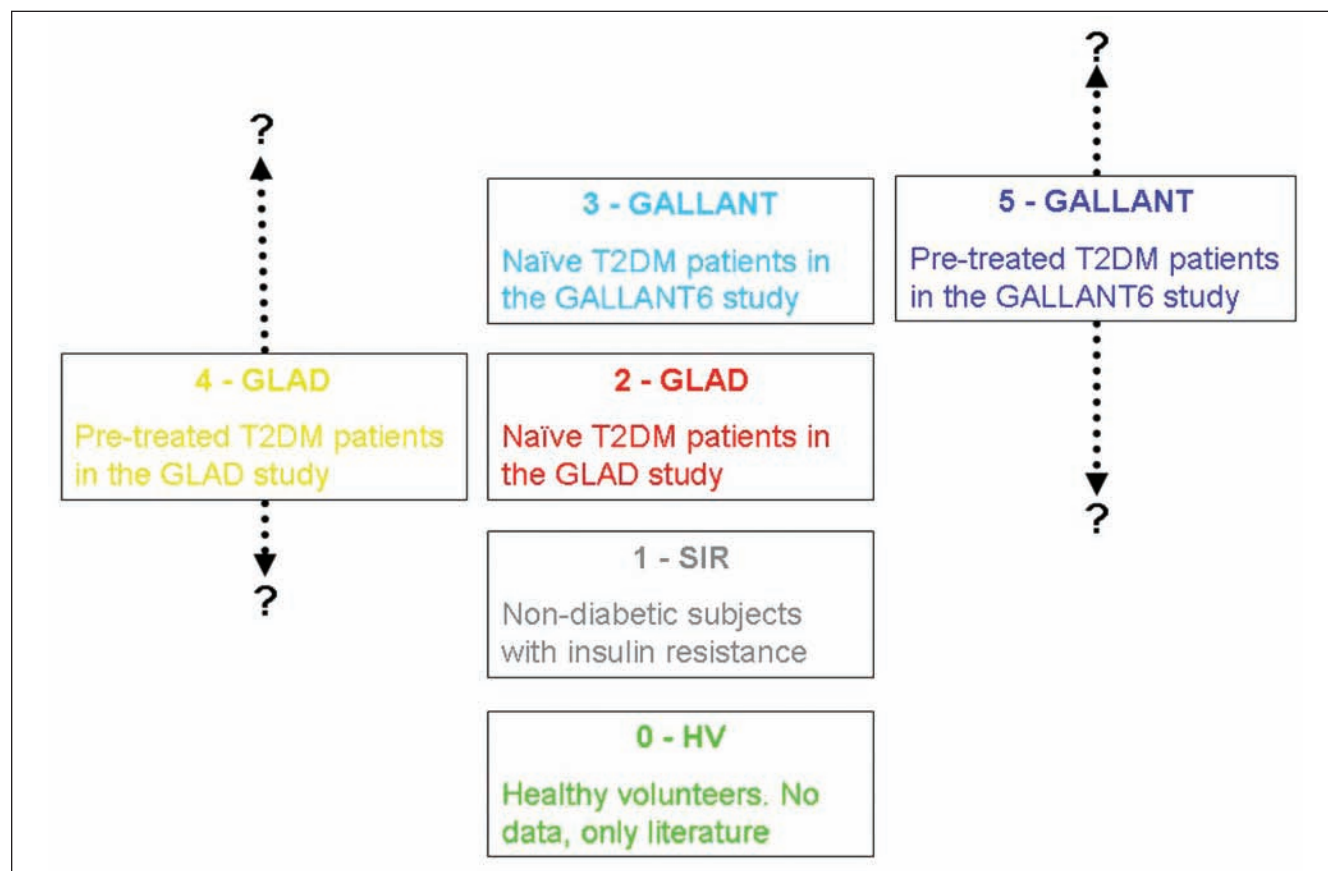 ?
?
3 - GALLANT
Naïve T2DM patients in
the GALLANT6 study
5 - GALLANT
Pre-treated T2DM patients
in the GALLANT6 study
4 - GLAD
Pre-treated T2DM patients
in the GLAD study
2 - GLAD
Naïve T2DM patients in
the GLAD study
?
?
1 - SIR
Non-diabetic subjects
with insulin resistance
0 - HV
Healthy volunteers. No
data, only literature